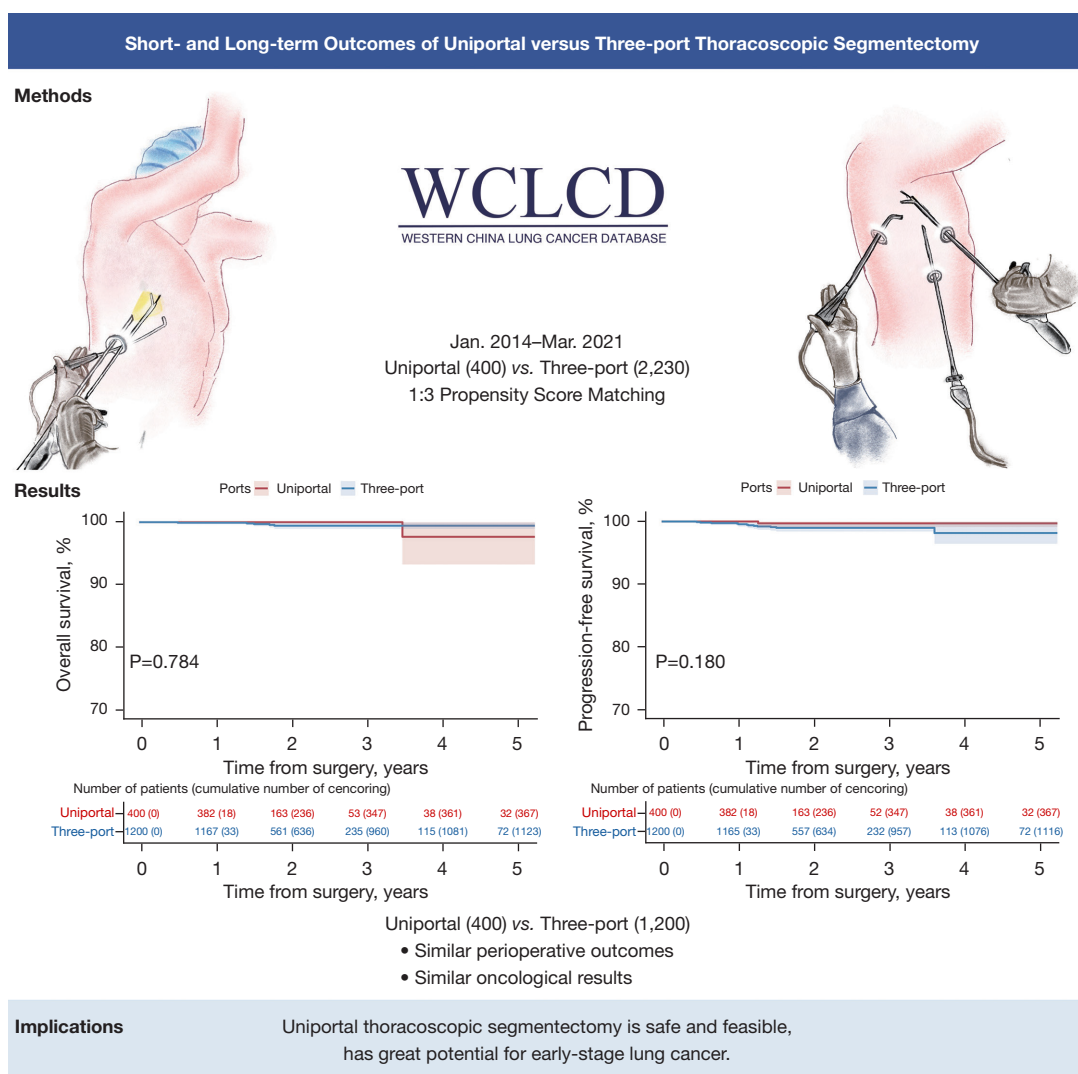 Short- and Long-term Outcomes of Uniportal versus Three-port Thoracoscopic Segmentectomy
Methods
WCLCD
WESTERN CHINA LUNG CANCER DATABASE
Jan. 2014–Mar. 2021
Uniportal (400) vs. Three-port (2,230)
1:3 Propensity Score Matching
Results
Ports Uniportal Three-port
Overall survival, %
100
90
80
70
P=0.784
0 1 2 3 4 5
Time from surgery, years
Number of patients (cumulative number of cencoring)
Uniportal 400 (0) 382 (18) 163 (236) 53 (347) 38 (361) 32 (367)
Three-port 1200 (0) 1167 (33) 561 (636) 235 (960) 115 (1081) 72 (1123)
0 1 2 3 4 5
Time from surgery, years
Ports Uniportal Three-port
Progression-free survival, %
100
90
80
70
P=0.180
0 1 2 3 4 5
Time from surgery, years
Number of patients (cumulative number of cencoring)
Uniportal 400 (0) 382 (18) 163 (236) 52 (347) 38 (361) 32 (367)
Three-port 1200 (0) 1165 (33) 557 (634) 232 (957) 113 (1076) 72 (1116)
0 1 2 3 4 5
Time from surgery, years
Uniportal (400) vs. Three-port (1,200)
• Similar perioperative outcomes
• Similar oncological results
Implications
Uniportal thoracoscopic segmentectomy is safe and feasible,
has great potential for early-stage lung cancer.